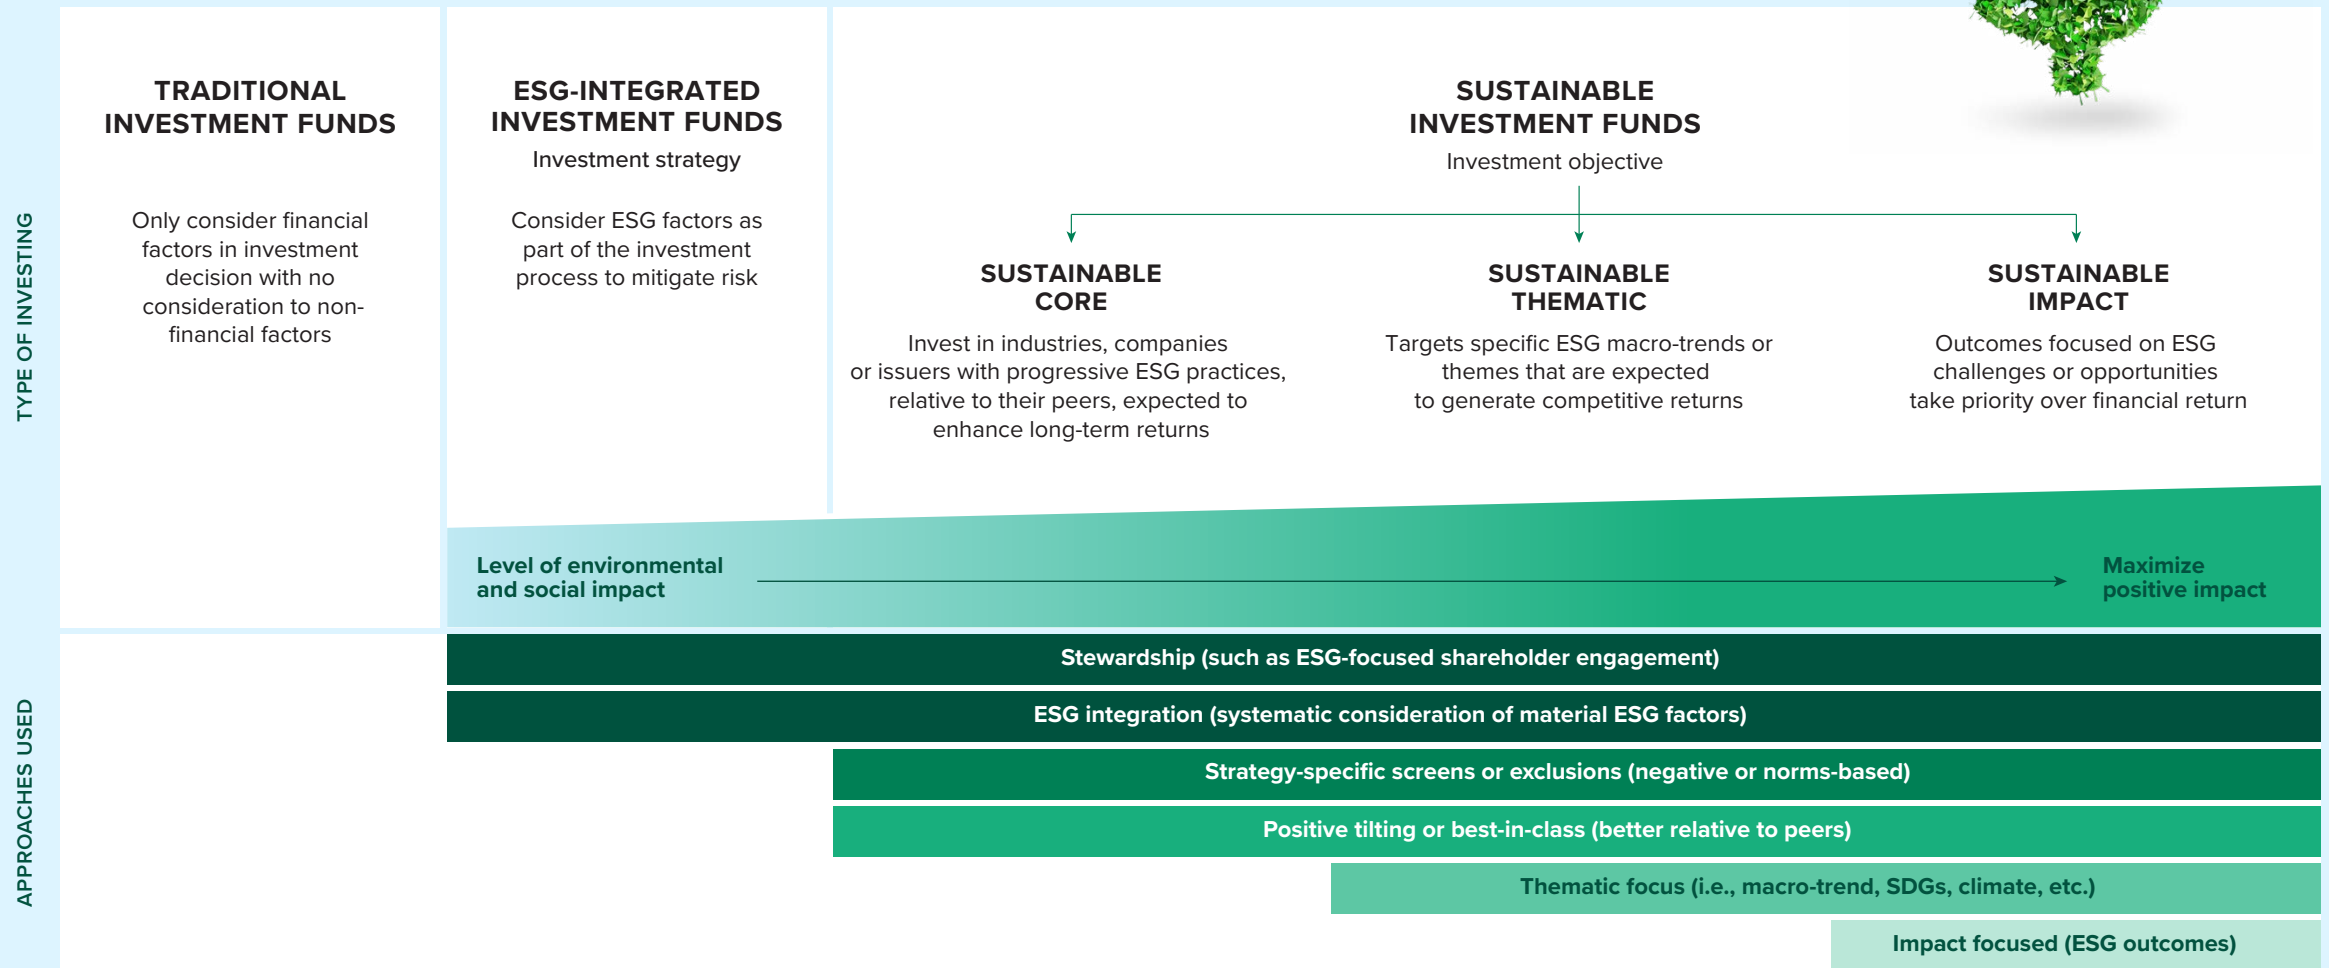 TYPE OF INVESTING
TRADITIONAL
INVESTMENT FUNDS
Only consider financial
factors in investment
decision with no
consideration to non-
financial factors
ESG-INTEGRATED
INVESTMENT FUNDS
Investment strategy
Consider ESG factors as
part of the investment
process to mitigate risk
SUSTAINABLE
INVESTMENT FUNDS
Investment objective
SUSTAINABLE
CORE
Invest in industries, companies
or issuers with progressive ESG practices,
relative to their peers, expected to
enhance long-term returns
SUSTAINABLE
THEMATIC
Targets specific ESG macro-trends or
themes that are expected
to generate competitive returns
SUSTAINABLE
IMPACT
Outcomes focused on ESG
challenges or opportunities
take priority over financial return
Level of environmental
and social impact
Maximize
positive impact
APPROACHES USED
Stewardship (such as ESG-focused shareholder engagement)
ESG integration (systematic consideration of material ESG factors)
Strategy-specific screens or exclusions (negative or norms-based)
Positive tilting or best-in-class (better relative to peers)
Thematic focus (i.e., macro-trend, SDGs, climate, etc.)
Impact focused (ESG outcomes)